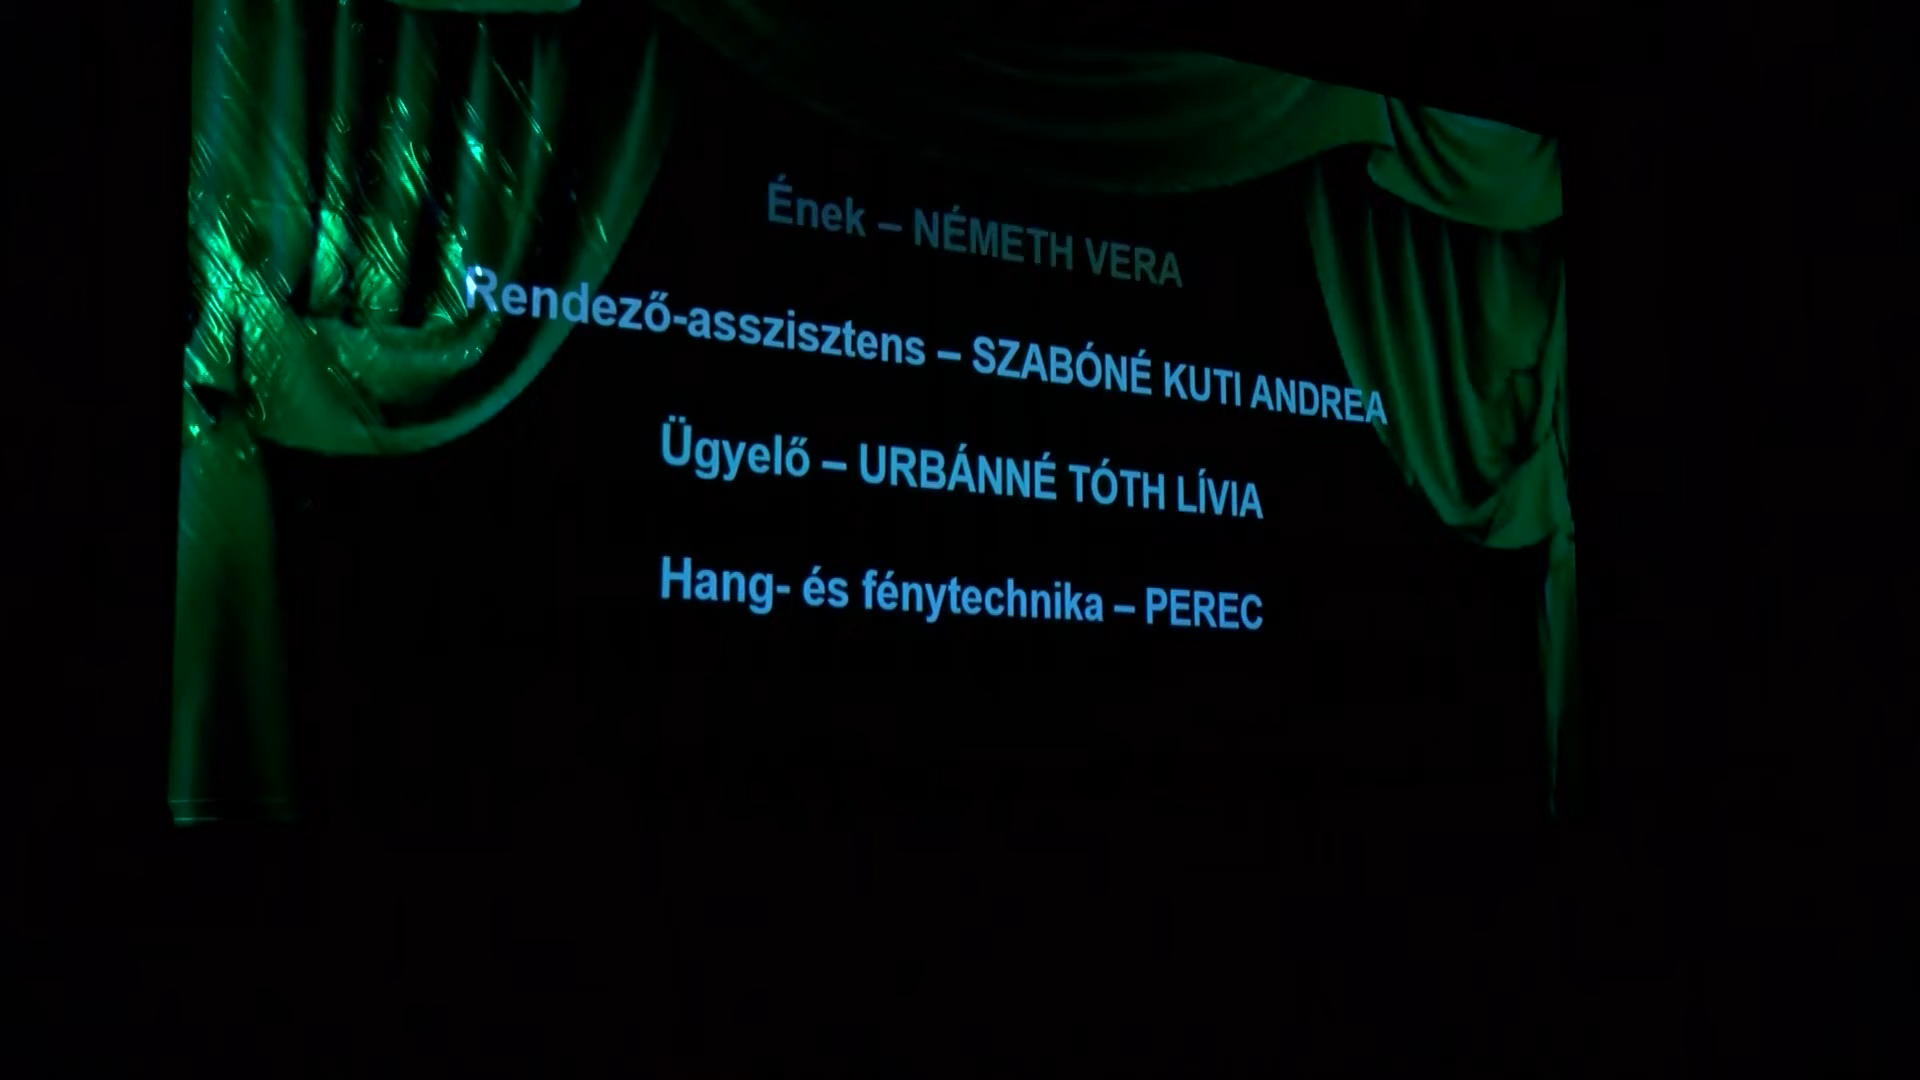 Ének – NÉMETH VERA
Rendező-asszisztens – SZABÓNÉ KUTI ANDREA
Ügyelő – URBÁNNÉ TÓTH LÍVIA
Hang- és fénytechnika – PEREC